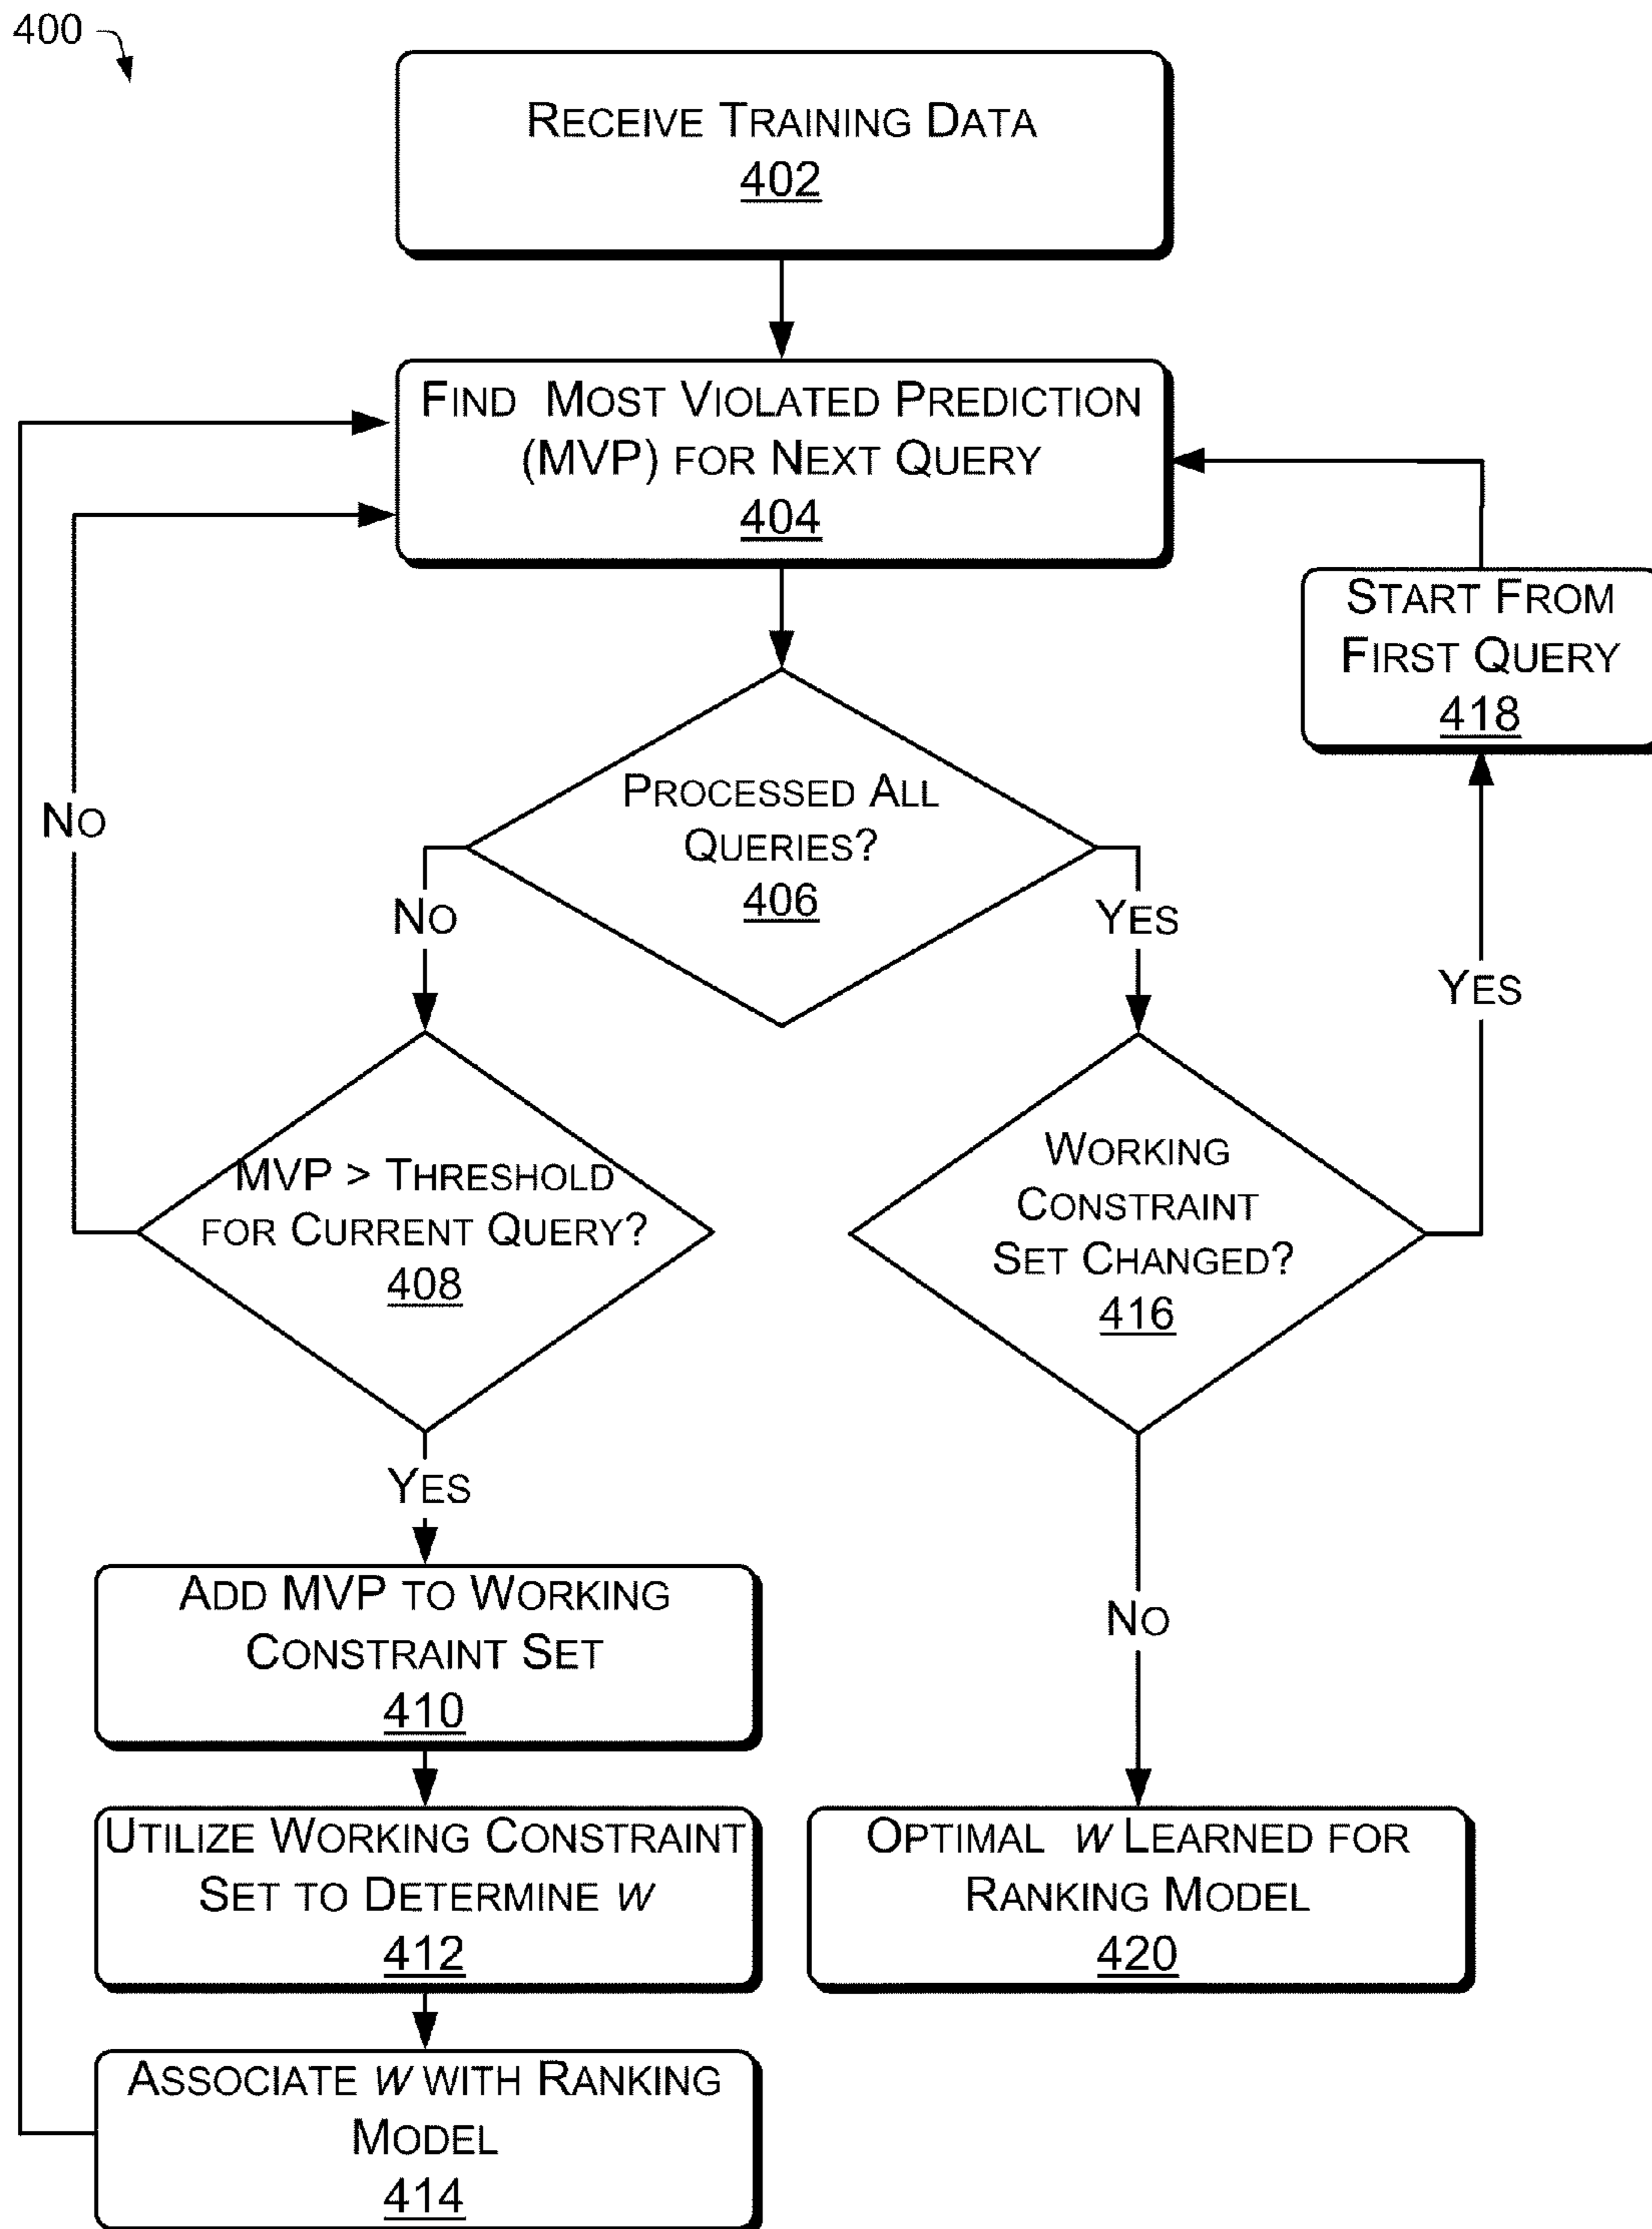 400
RECEIVE TRAINING DATA
402
FIND MOST VIOLATED PREDICTION
(MVP) FOR NEXT QUERY
404
START FROM
FIRST QUERY
418
PROCESSED ALL
QUERIES?
406
NO
NO
YES
YES
MVP > THRESHOLD
FOR CURRENT QUERY?
408
WORKING
CONSTRAINT
SET CHANGED?
416
YES
NO
ADD MVP TO WORKING
CONSTRAINT SET
410
UTILIZE WORKING CONSTRAINT
SET TO DETERMINE w
412
OPTIMAL w LEARNED FOR
RANKING MODEL
420
ASSOCIATE w WITH RANKING
MODEL
414